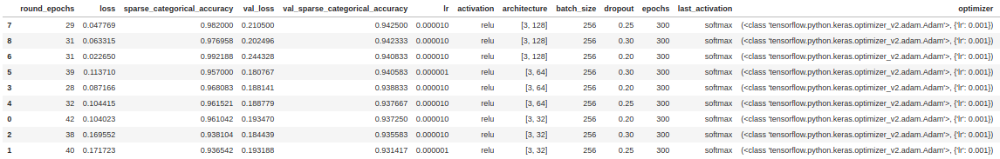 round_epochs loss sparse_categorical_accuracy val_loss val_sparse_categorical_accuracy lr activation architecture batch_size dropout epochs last_activation optimizer
7 29 0.047769 0.982000 0.210500 0.942500 0.000010 relu [3, 128] 256 0.25 300 softmax (<class 'tensorflow.python.keras.optimizer_v2.adam.Adam'>, {'lr': 0.001})
8 31 0.063315 0.976958 0.202496 0.942333 0.000010 relu [3, 128] 256 0.30 300 softmax (<class 'tensorflow.python.keras.optimizer_v2.adam.Adam'>, {'lr': 0.001})
6 31 0.022650 0.992188 0.244328 0.940833 0.000010 relu [3, 128] 256 0.20 300 softmax (<class 'tensorflow.python.keras.optimizer_v2.adam.Adam'>, {'lr': 0.001})
5 39 0.113710 0.957000 0.180767 0.940583 0.000001 relu [3, 64] 256 0.30 300 softmax (<class 'tensorflow.python.keras.optimizer_v2.adam.Adam'>, {'lr': 0.001})
3 28 0.087166 0.968083 0.188141 0.938833 0.000010 relu [3, 64] 256 0.20 300 softmax (<class 'tensorflow.python.keras.optimizer_v2.adam.Adam'>, {'lr': 0.001})
4 32 0.104415 0.961521 0.188779 0.937667 0.000010 relu [3, 64] 256 0.25 300 softmax (<class 'tensorflow.python.keras.optimizer_v2.adam.Adam'>, {'lr': 0.001})
0 42 0.104023 0.961042 0.193470 0.937250 0.000010 relu [3, 32] 256 0.20 300 softmax (<class 'tensorflow.python.keras.optimizer_v2.adam.Adam'>, {'lr': 0.001})
2 38 0.169552 0.938104 0.184439 0.935583 0.000010 relu [3, 32] 256 0.30 300 softmax (<class 'tensorflow.python.keras.optimizer_v2.adam.Adam'>, {'lr': 0.001})
1 40 0.171723 0.936542 0.193188 0.931417 0.000001 relu [3, 32] 256 0.25 300 softmax (<class 'tensorflow.python.keras.optimizer_v2.adam.Adam'>, {'lr': 0.001})